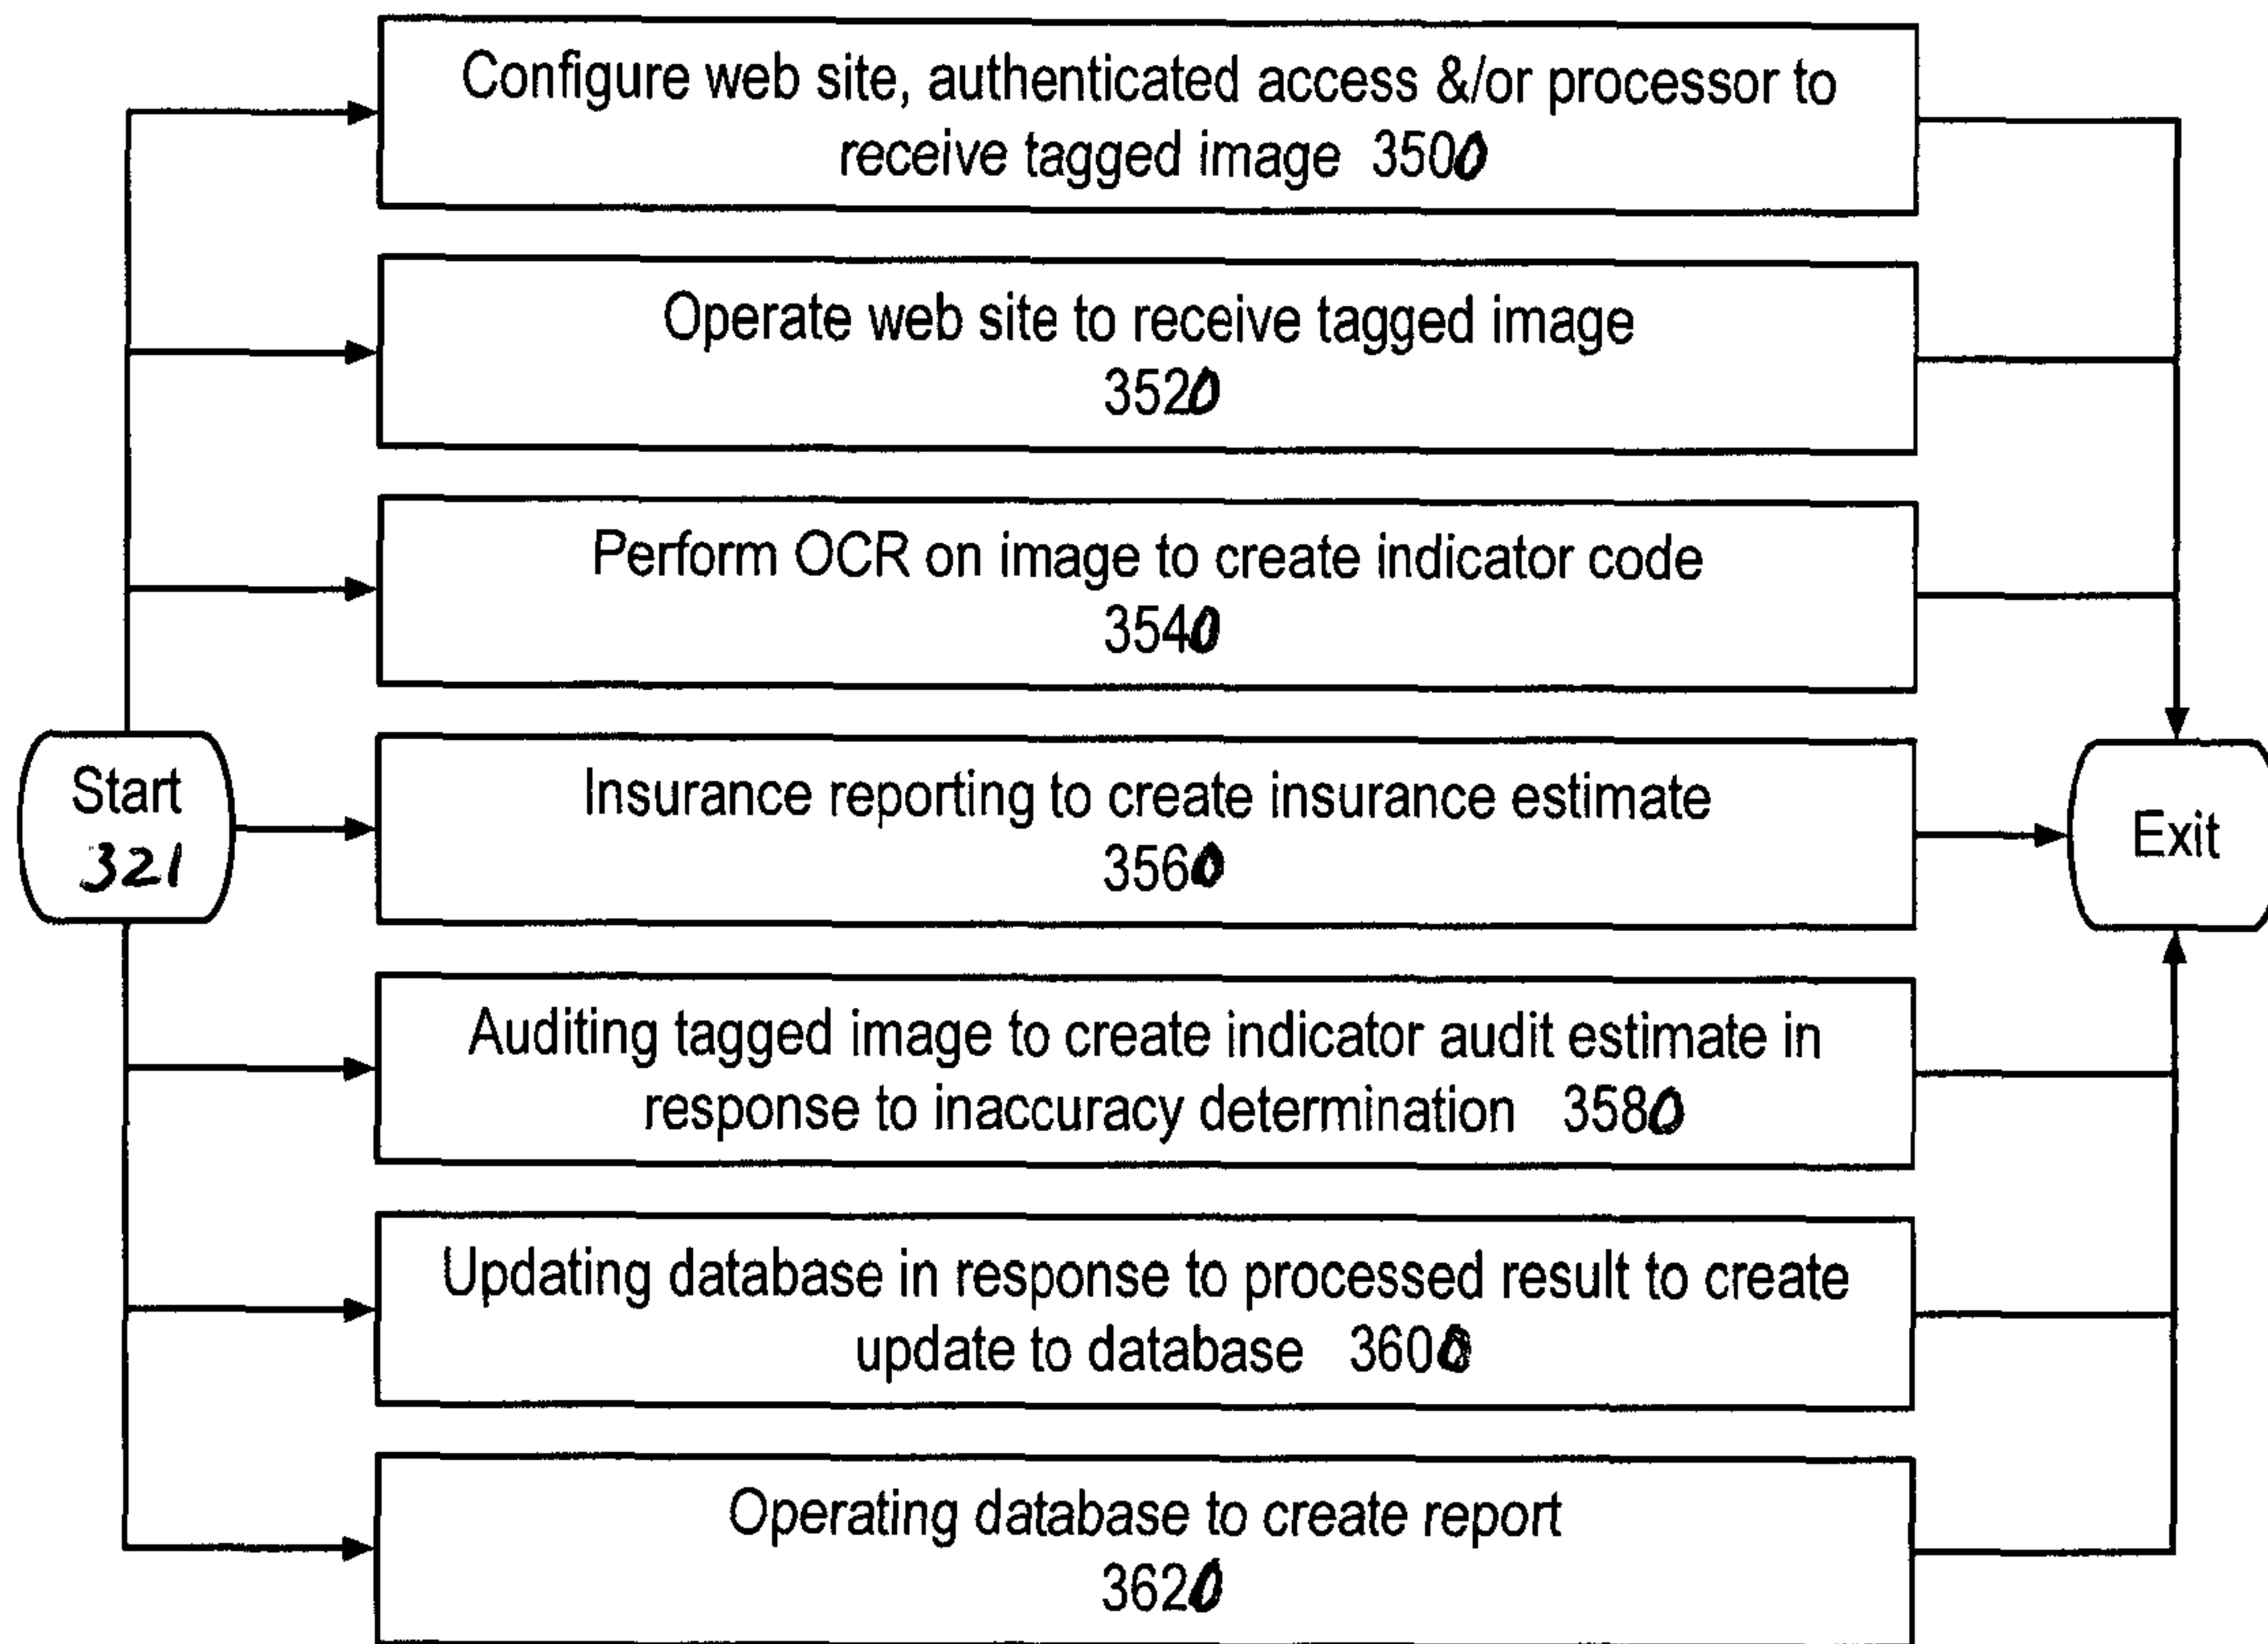 Configure web site, authenticated access &/or processor to
receive tagged image 3500
Operate web site to receive tagged image
3520
Perform OCR on image to create indicator code
3540
Start
321
Insurance reporting to create insurance estimate
3560
Exit
Auditing tagged image to create indicator audit estimate in
response to inaccuracy determination 3580
Updating database in response to processed result to create
update to database 3600
Operating database to create report
3620